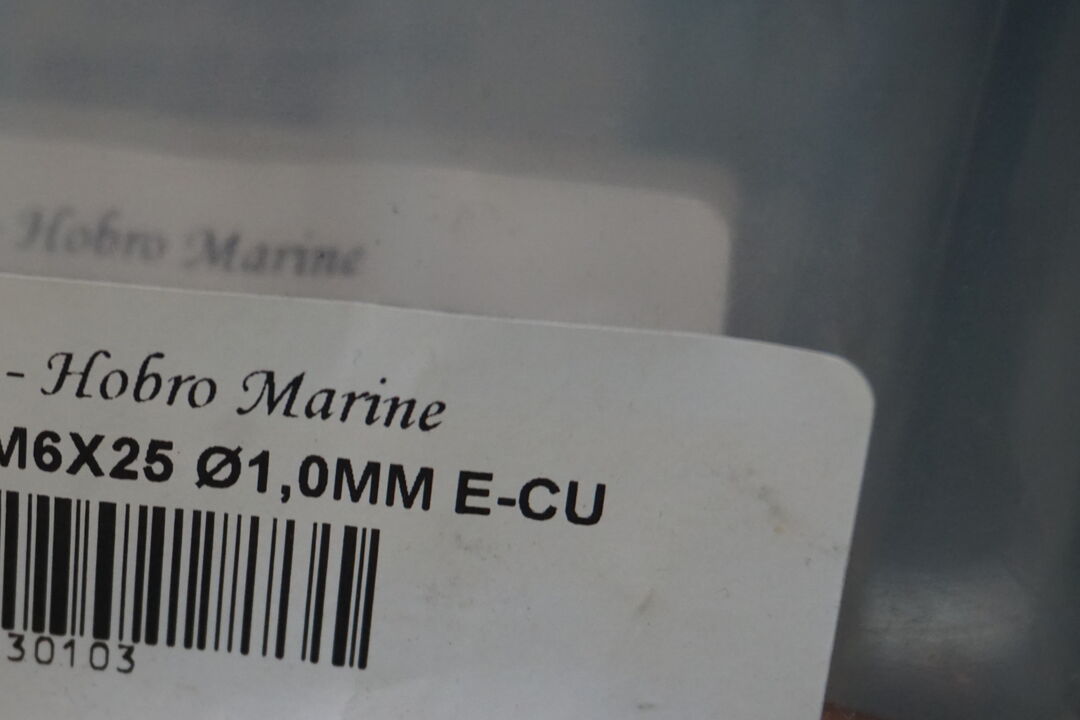 - Hobro Marine
- Hobro Marine
M6X25 Ø1,0MM E-CU
30103